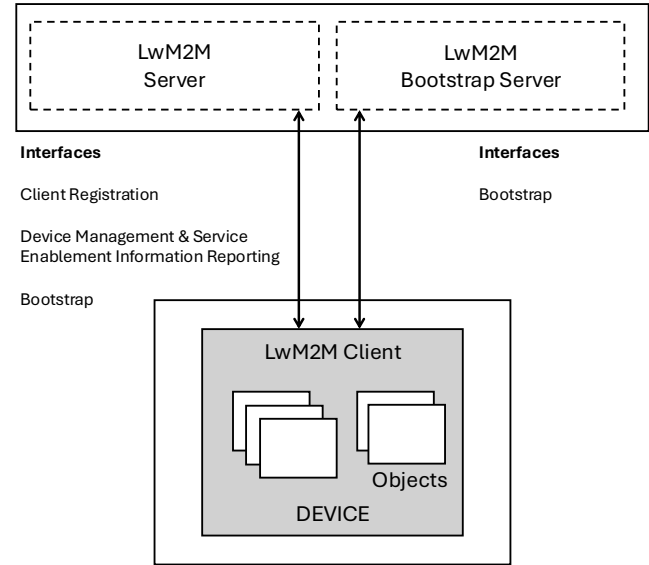 LwM2M
Server
LwM2M
Bootstrap Server
Interfaces
Client Registration
Device Management & Service
Enablement Information Reporting
Bootstrap
Interfaces
Bootstrap
LwM2M Client
Objects
DEVICE